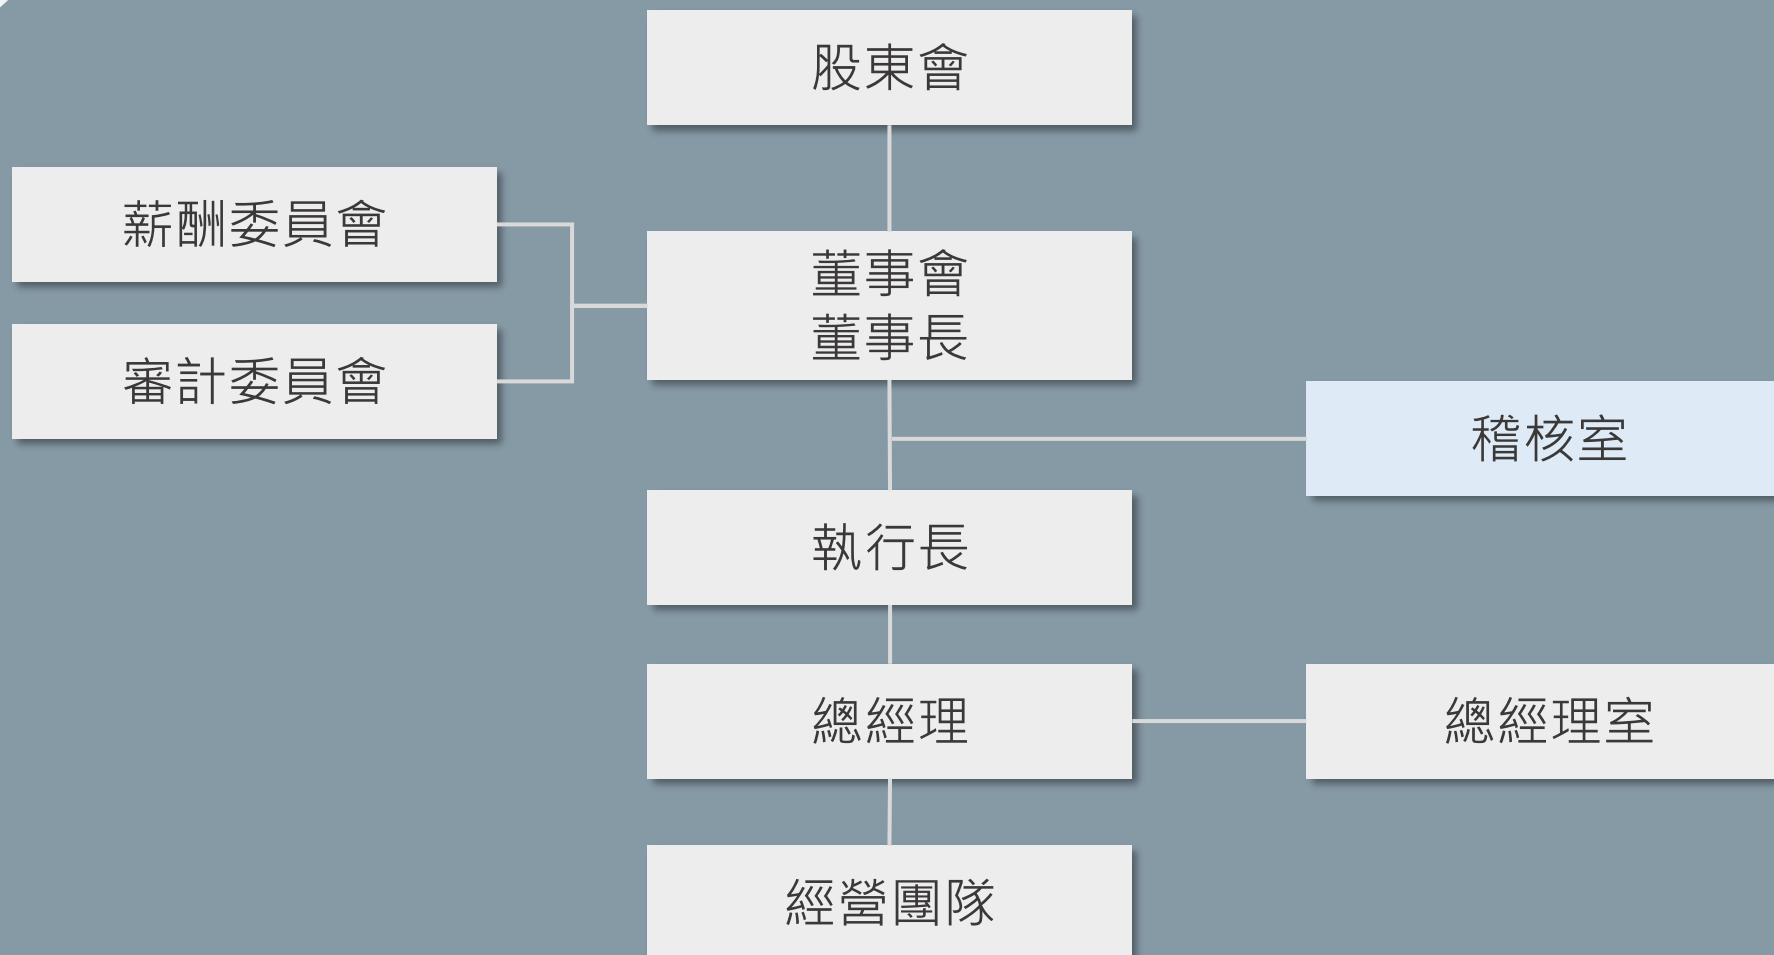 股東會
薪酬委員會
董事會
董事長
審計委員會
稽核室
執行長
總經理
總經理室
經營團隊